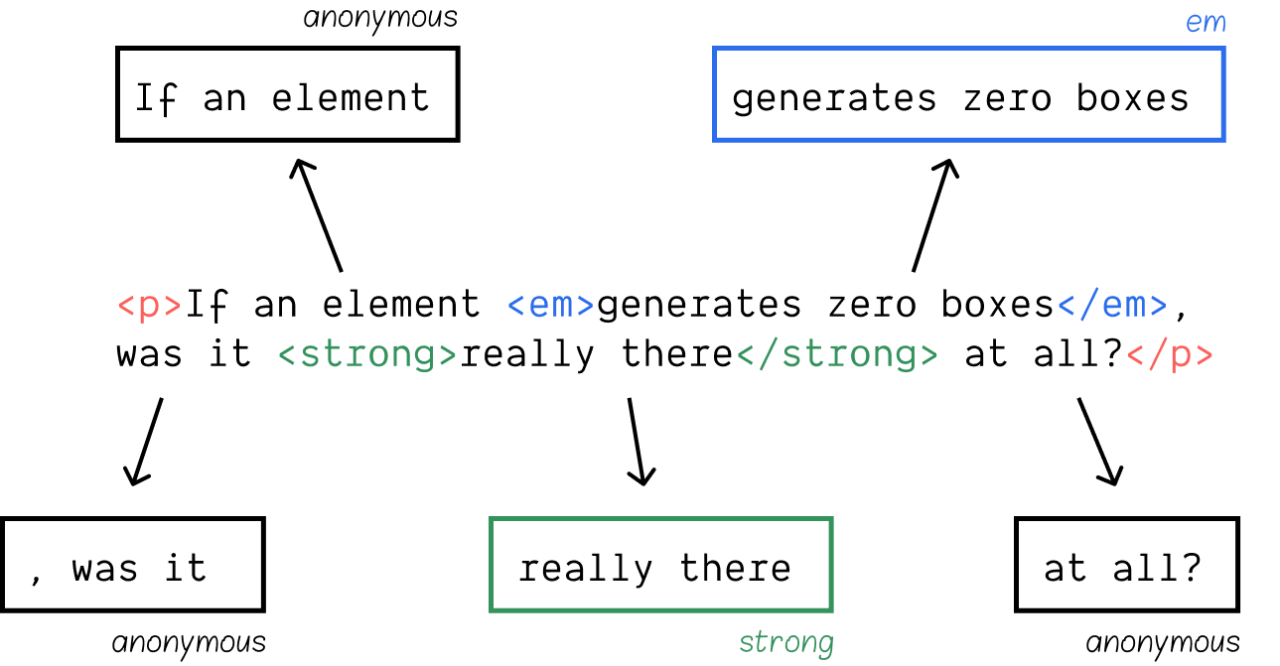 anonymous
em
If an element
generates zero boxes
<p>If an element <em>generates zero boxes</em>,
was it <strong>really there</strong> at all?</p>
, was it
really there
at all?
anonymous
strong
anonymous